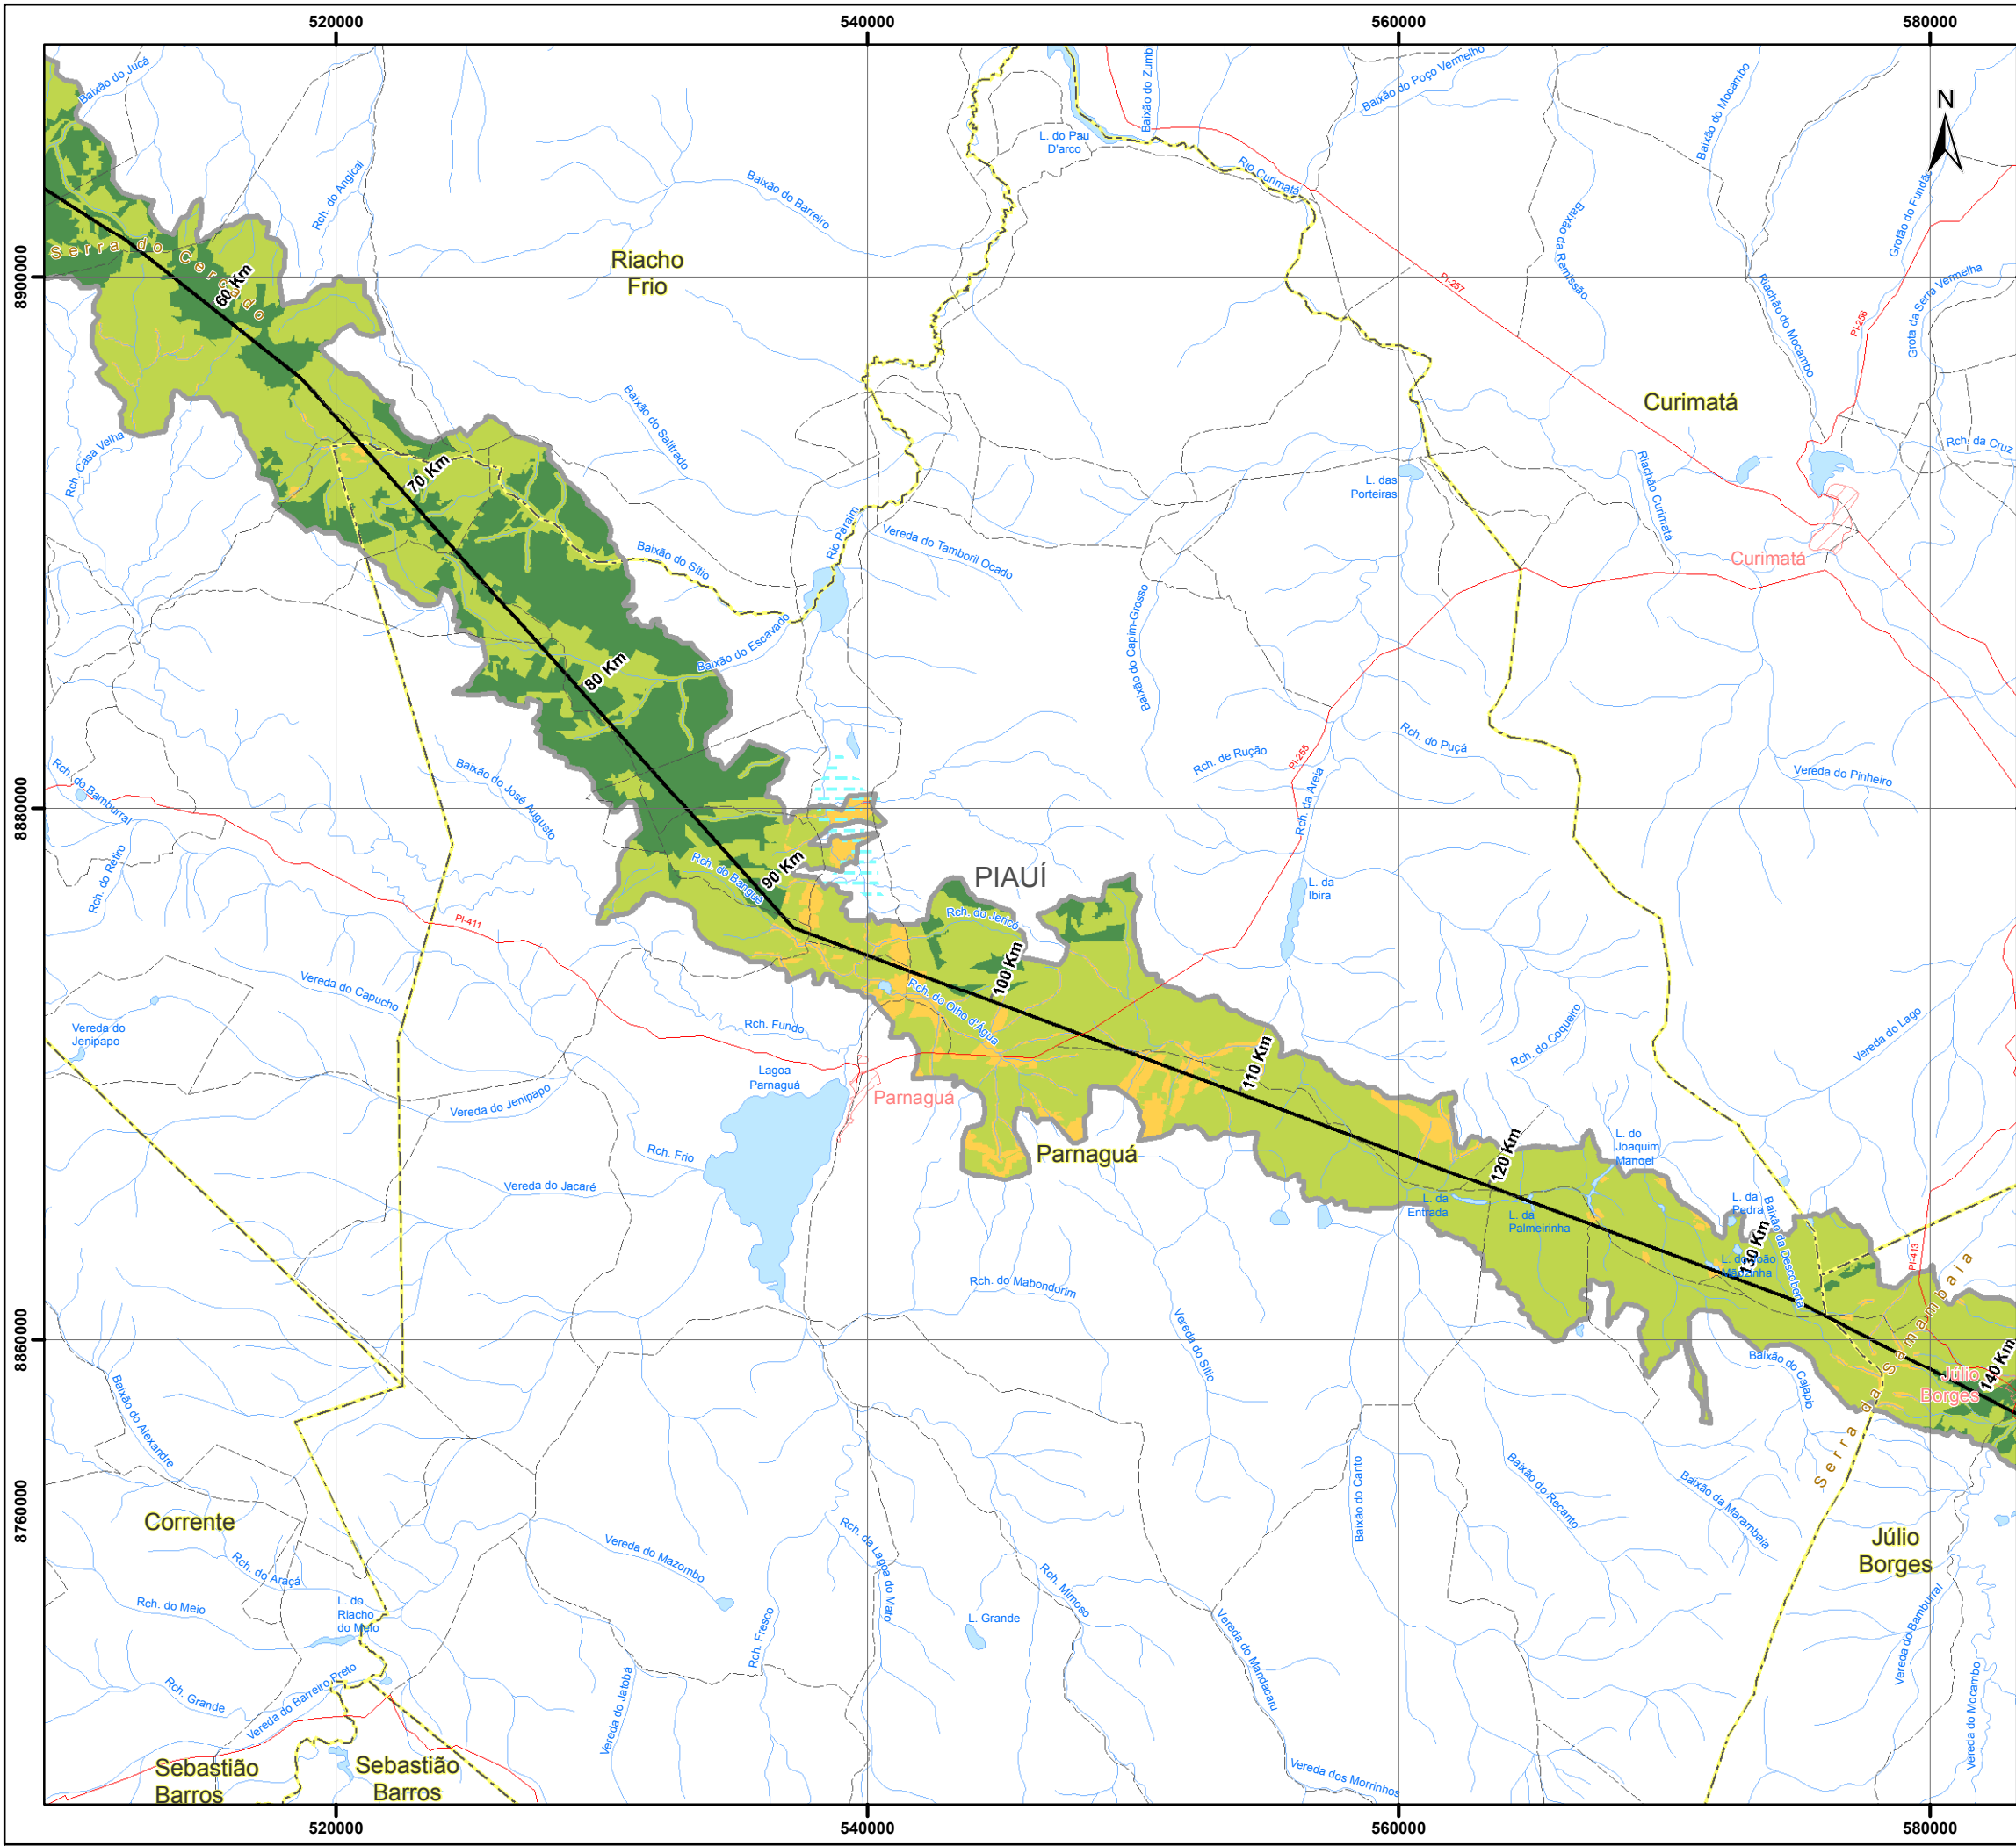 520000
540000
560000
580000
Baixão do Jucá
Baixão do Zumbi
Baixão do Poço Vermelho
Baixão do Mocambo
N
L. do Pau
D'arco
Rch. do Angical
Baixão do Barreiro
Rio Curimatá
Baixão da Remissão
Grotão do Fundão
Serra do Cercado
60 Km
Riacho
Frio
8900000
PI-257
Riachão do Mocambo
PI-256
Grota da Serra Vermelha
Curimatá
Baixão do Salitrado
Rch. Casa Velha
Rch. da Cruz
70 Km
L. das
Porteiras
Riachão Curimatá
Rio Paraim
Vereda do Tamboril Ocado
Baixão do Sítio
Curimatá
Baixão do Capim-Grosso
Baixão do Escavado
80 Km
Rch. do Puçá
Rch. de Rução
PI-255
Rch. do Bamburral
Baixão do José Augusto
Vereda do Pinheiro
8880000
Rch. da Areia
Rch. do Retiro
Rch. do Banguê
90 Km
PIAUÍ
L. da
Ibira
Rch. do Jericó
PI-411
Vereda do Capucho
100 Km
Rch. do Olho d'Água
Rch. Fundo
Vereda do
Jenipapo
Rch. do Coqueiro
Vereda do Lago
Lagoa
Parnaguá
110 Km
Parnaguá
Vereda do Jenipapo
Rch. Frio
Parnaguá
120 Km
L. do
Joaquim
Manoel
Vereda do Jacaré
L. da
Entrada
L. da
Palmeirinha
L. da
Pedra
Baixão da Descoberta
130 Km
L. do João
Mãozinha
PI-413
Serra da Samambaia
Rch. do Mabondorim
Vereda do Sítio
8860000
Baixão do Cajapio
Júlio
Borges
140 Km
Baixão do Alexandre
Baixão do Canto
Baixão do Recanto
Baixão da Marambaia
8760000
Corrente
Rch. da Lagoa do Mato
Vereda do Mazombo
Júlio
Borges
Rch. do Araçá
Rch. do Meio
L. do
Riacho
do Meio
Rch. Fresco
L. Grande
Rch. Mimoso
Vereda do Mandacaru
Vereda do Bamburral
Vereda do Mocambo
Rch. Grande
Vereda do Barreiro Preto
Vereda do Jatobá
Sebastião
Barros
Sebastião
Barros
Vereda dos Morrinhos
520000
540000
560000
580000